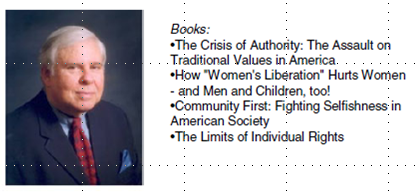 Books:
•The Crisis of Authority: The Assault on
Traditional Values in America
•How "Women's Liberation" Hurts Women
- and Men and Children, too!
•Community First: Fighting Selfishness in
American Society
•The Limits of Individual Rights